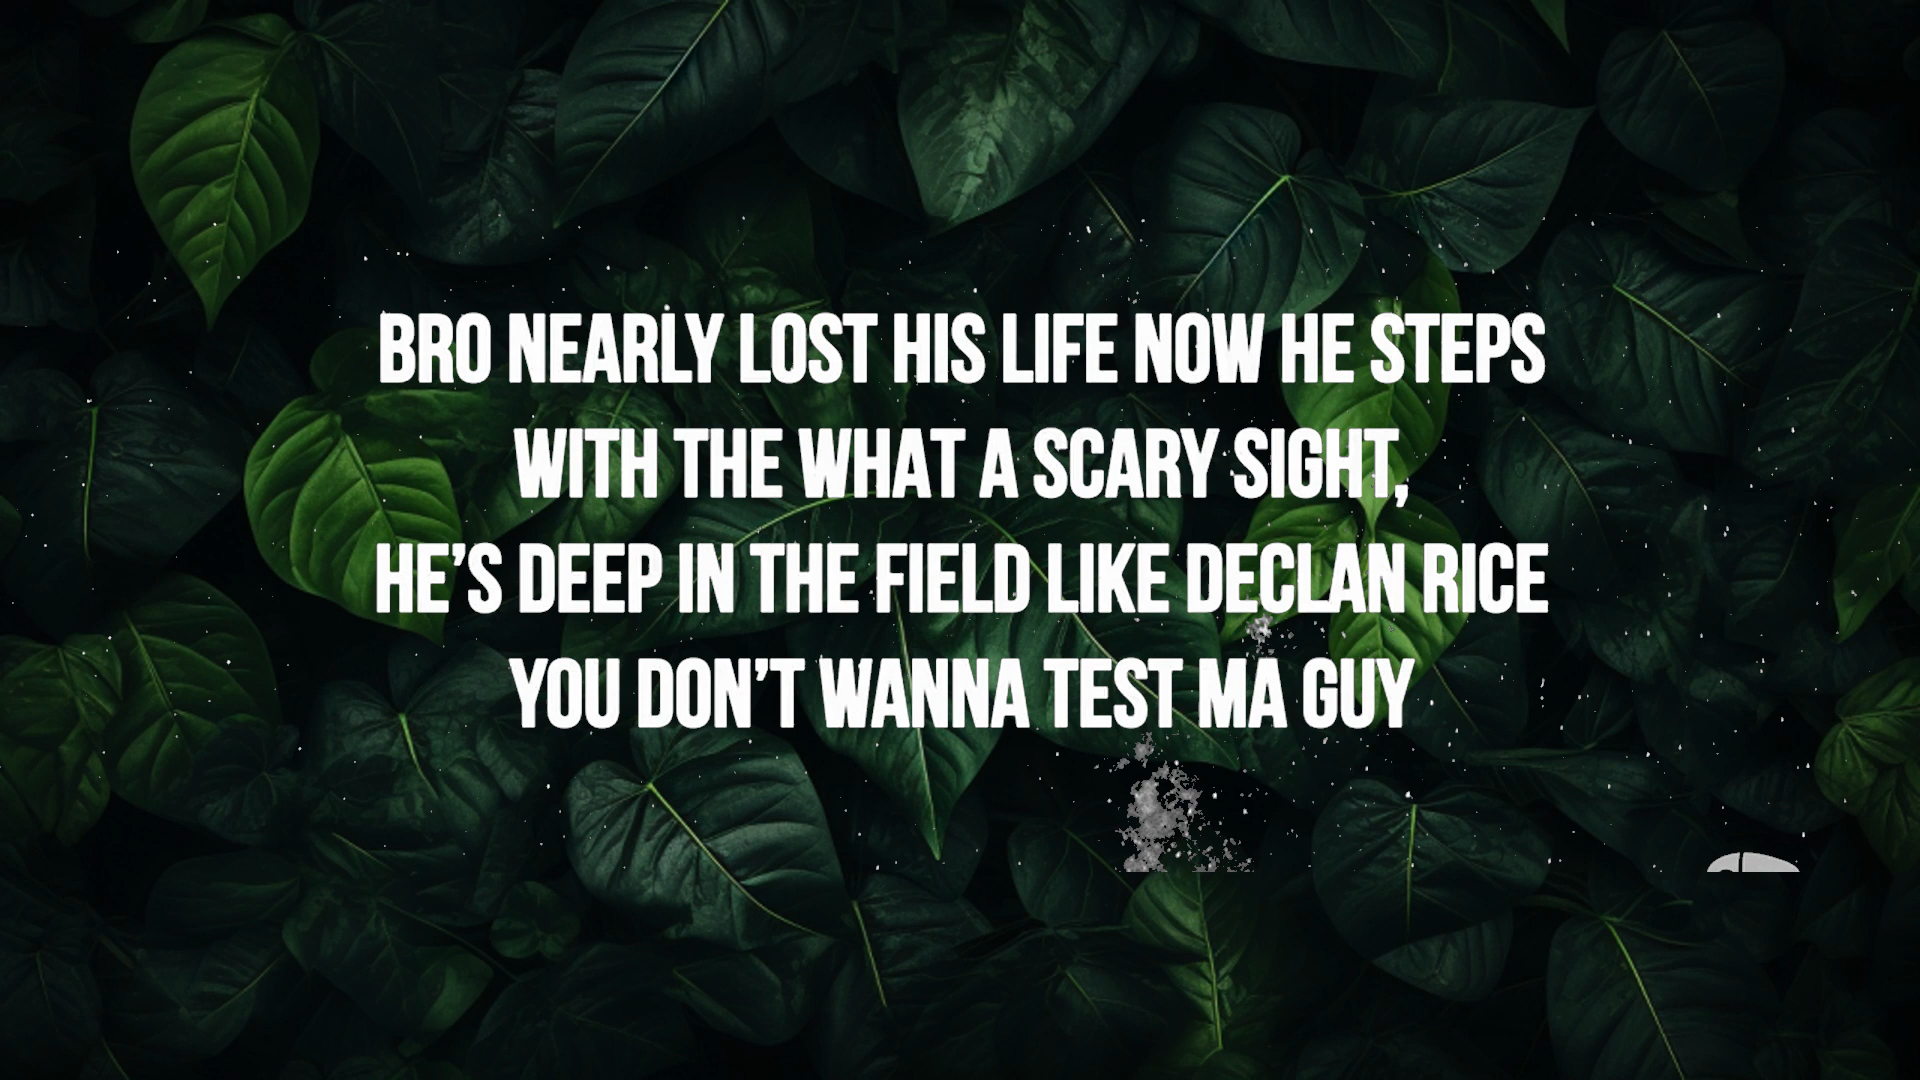 BRO NEARLY LOST HIS LIFE NOW HE STEPS
WITH THE WHAT A SCARY SIGHT,
HE’S DEEP IN THE FIELD LIKE DECLAN RICE
YOU DON’T WANNA TEST MA GUY